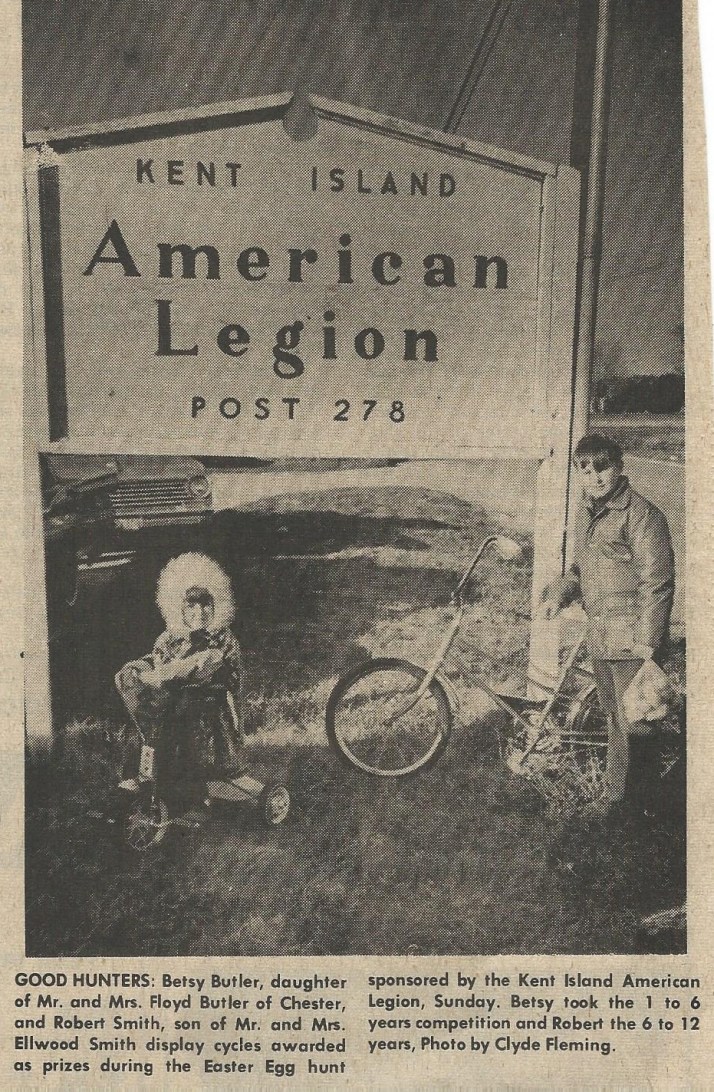 KENT ISLAND
American
Legion
POST 278
GOOD HUNTERS: Betsy Butler, daughter
of Mr. and Mrs. Floyd Butler of Chester,
and Robert Smith, son of Mr. and Mrs.
Ellwood Smith display cycles awarded
as prizes during the Easter Egg hunt
sponsored by the Kent Island American
Legion, Sunday. Betsy took the 1 to 6
years competition and Robert the 6 to 12
years, Photo by Clyde Fleming.